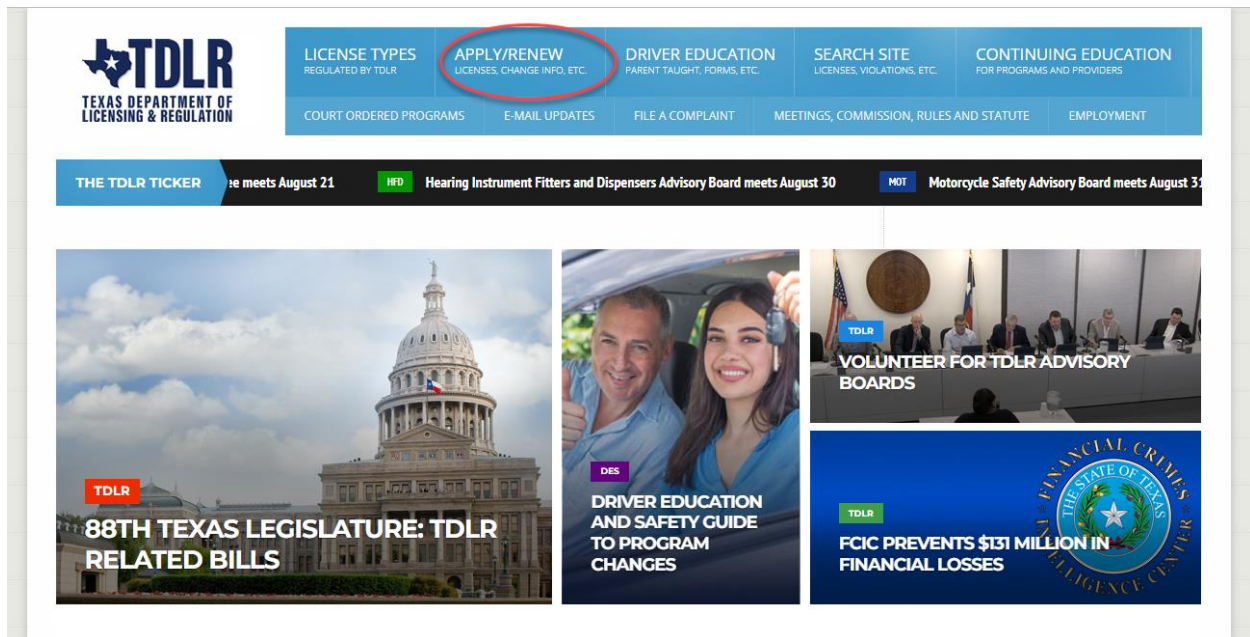 TDLR
TEXAS DEPARTMENT OF
LICENSING & REGULATION
LICENSE TYPES
REGULATED BY TDLR
APPLY/RENEW
LICENSES, CHANGE INFO, ETC.
DRIVER EDUCATION
PARENT TAUGHT, FORMS, ETC.
SEARCH SITE
LICENSES, VIOLATIONS, ETC.
CONTINUING EDUCATION
FOR PROGRAMS AND PROVIDERS
COURT ORDERED PROGRAMS
E-MAIL UPDATES
FILE A COMPLAINT
MEETINGS, COMMISSION, RULES AND STATUTE
EMPLOYMENT
THE TDLR TICKER
ee meets August 21
HFD
Hearing Instrument Fitters and Dispensers Advisory Board meets August 30
MOT
Motorcycle Safety Advisory Board meets August 31
TDLR
88TH TEXAS LEGISLATURE: TDLR
RELATED BILLS
DES
DRIVER EDUCATION
AND SAFETY GUIDE
TO PROGRAM
CHANGES
TDLR
VOLUNTEER FOR TDLR ADVISORY
BOARDS
TDLR
FCIC PREVENTS $131 MILLION IN
FINANCIAL LOSSES
FINANCIAL CRIMES
INTELLIGENCE CENTER
THE STATE OF TEXAS